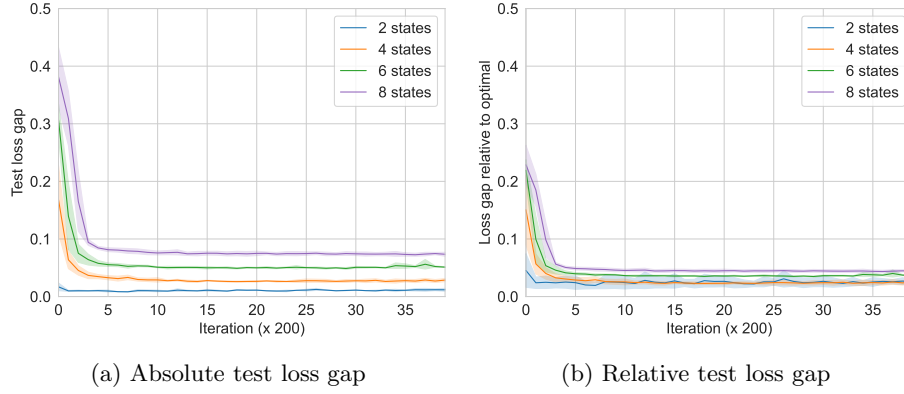 0.5
0.4
0.3
0.2
0.1
0.0
Test loss gap
2 states
4 states
6 states
8 states
0 5 10 15 20 25 30 35
Iteration (x 200)
(a) Absolute test loss gap
0.5
0.4
0.3
0.2
0.1
0.0
Loss gap relative to optimal
2 states
4 states
6 states
8 states
0 5 10 15 20 25 30 35
Iteration (x 200)
(b) Relative test loss gap